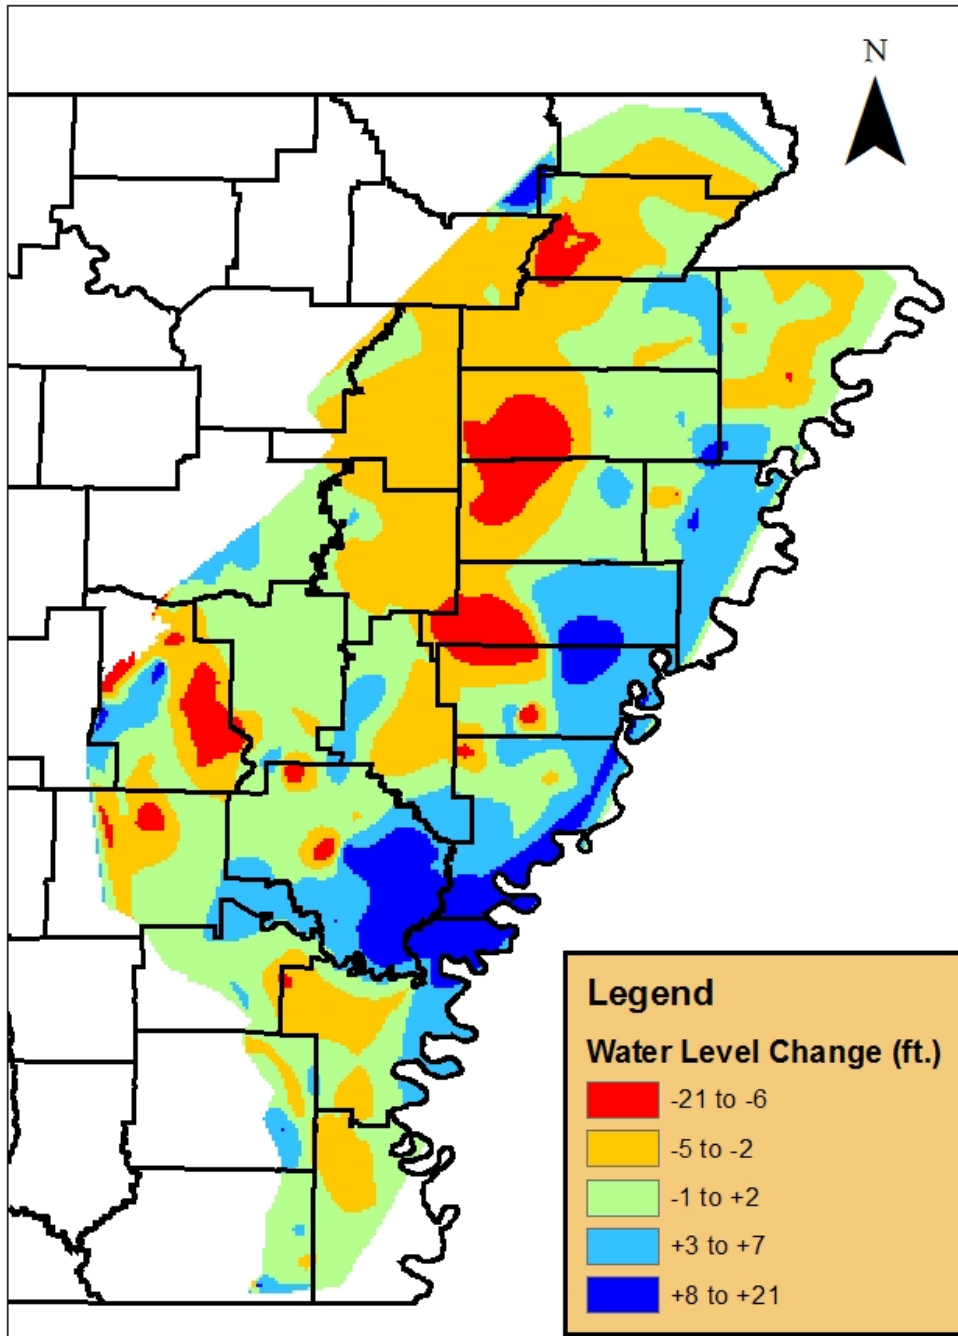 N
Legend
Water Level Change (ft.)
-21 to -6
-5 to -2
-1 to +2
+3 to +7
+8 to +21